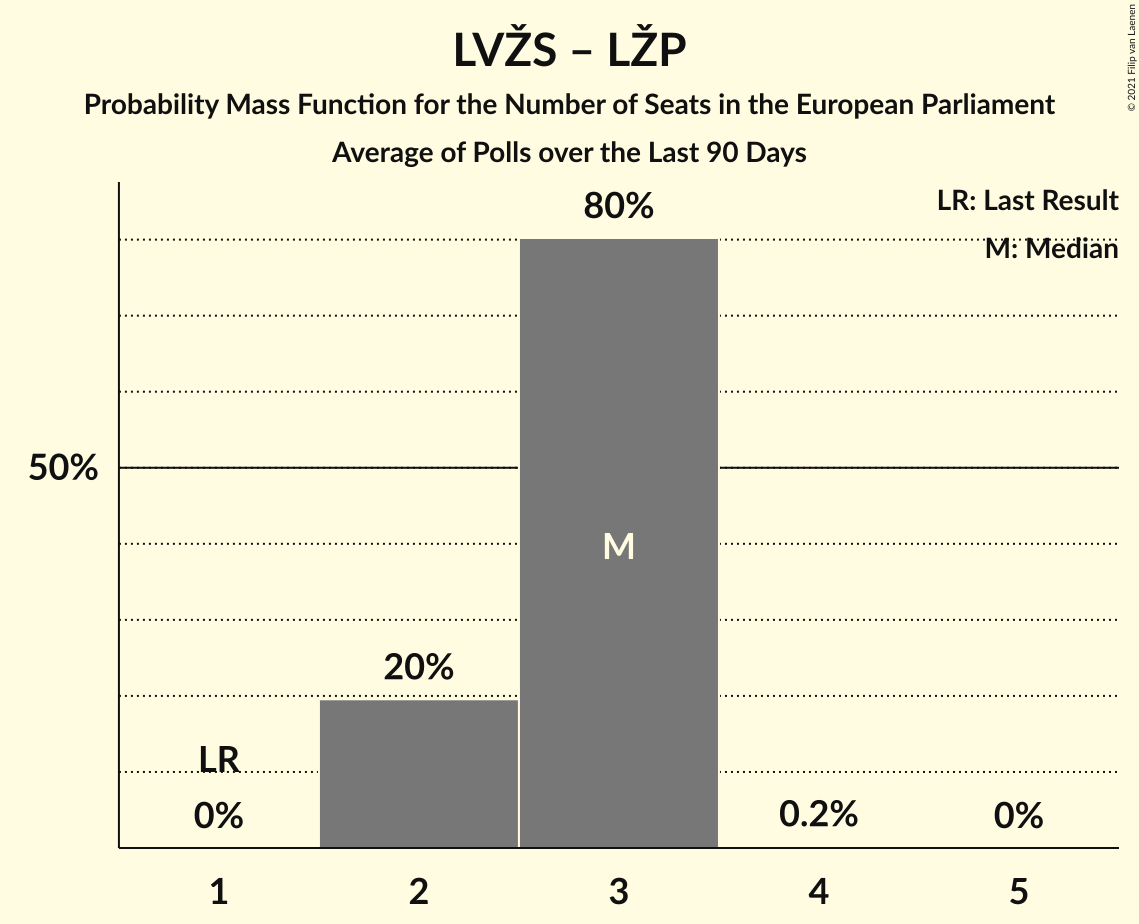 LVŽS – LŽP
Probability Mass Function for the Number of Seats in the European Parliament
Average of Polls over the Last 90 Days
© 2021 Filip van Laenen
LR: Last Result
M: Median
80%
50%
M
20%
LR
0%
0.2%
0%
1 2 3 4 5